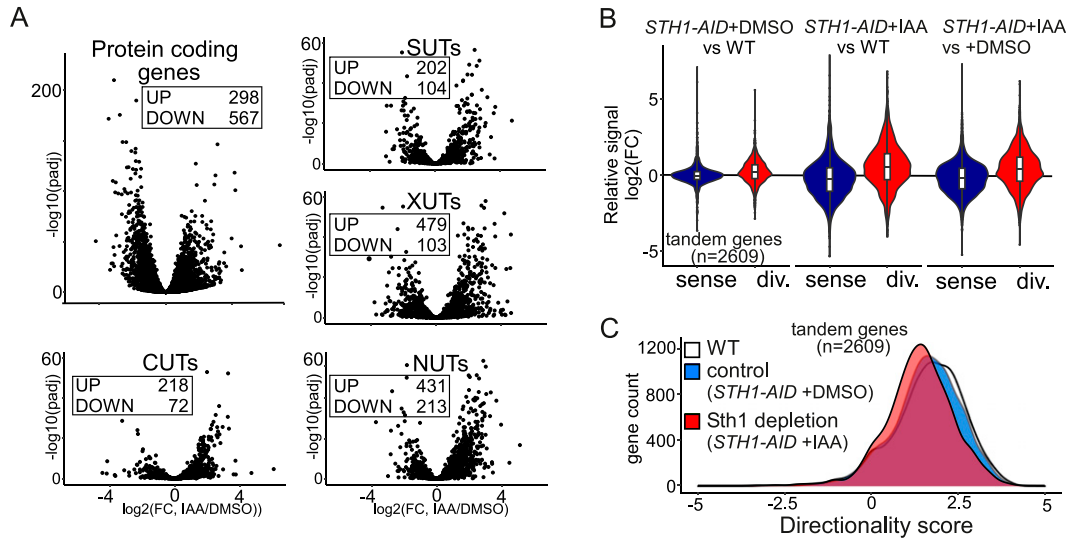 A
Protein coding
genes
UP 298
DOWN 567
200
0
-log10(padj)
SUTs
UP 202
DOWN 104
60
0
-log10(padj)
XUTs
UP 479
DOWN 103
60
0
-log10(padj)
CUTs
UP 218
DOWN 72
60
0
-log10(padj)
-4 0 4
log2(FC, IAA/DMSO))
NUTs
UP 431
DOWN 213
60
0
-log10(padj)
-4 0 4
log2(FC, IAA/DMSO)
B
STH1-AID+DMSO
vs WT
STH1-AID+IAA
vs WT
STH1-AID+IAA
vs +DMSO
Relative signal
log2(FC)
5
0
-5
tandem genes
(n=2609)
sense div. sense div. sense div.
C
tandem genes
(n=2609)
WT
control
(STH1-AID +DMSO)
Sth1 depletion
(STH1-AID +IAA)
gene count
1200
800
400
0
-5 -2.5 0 2.5 5
Directionality score